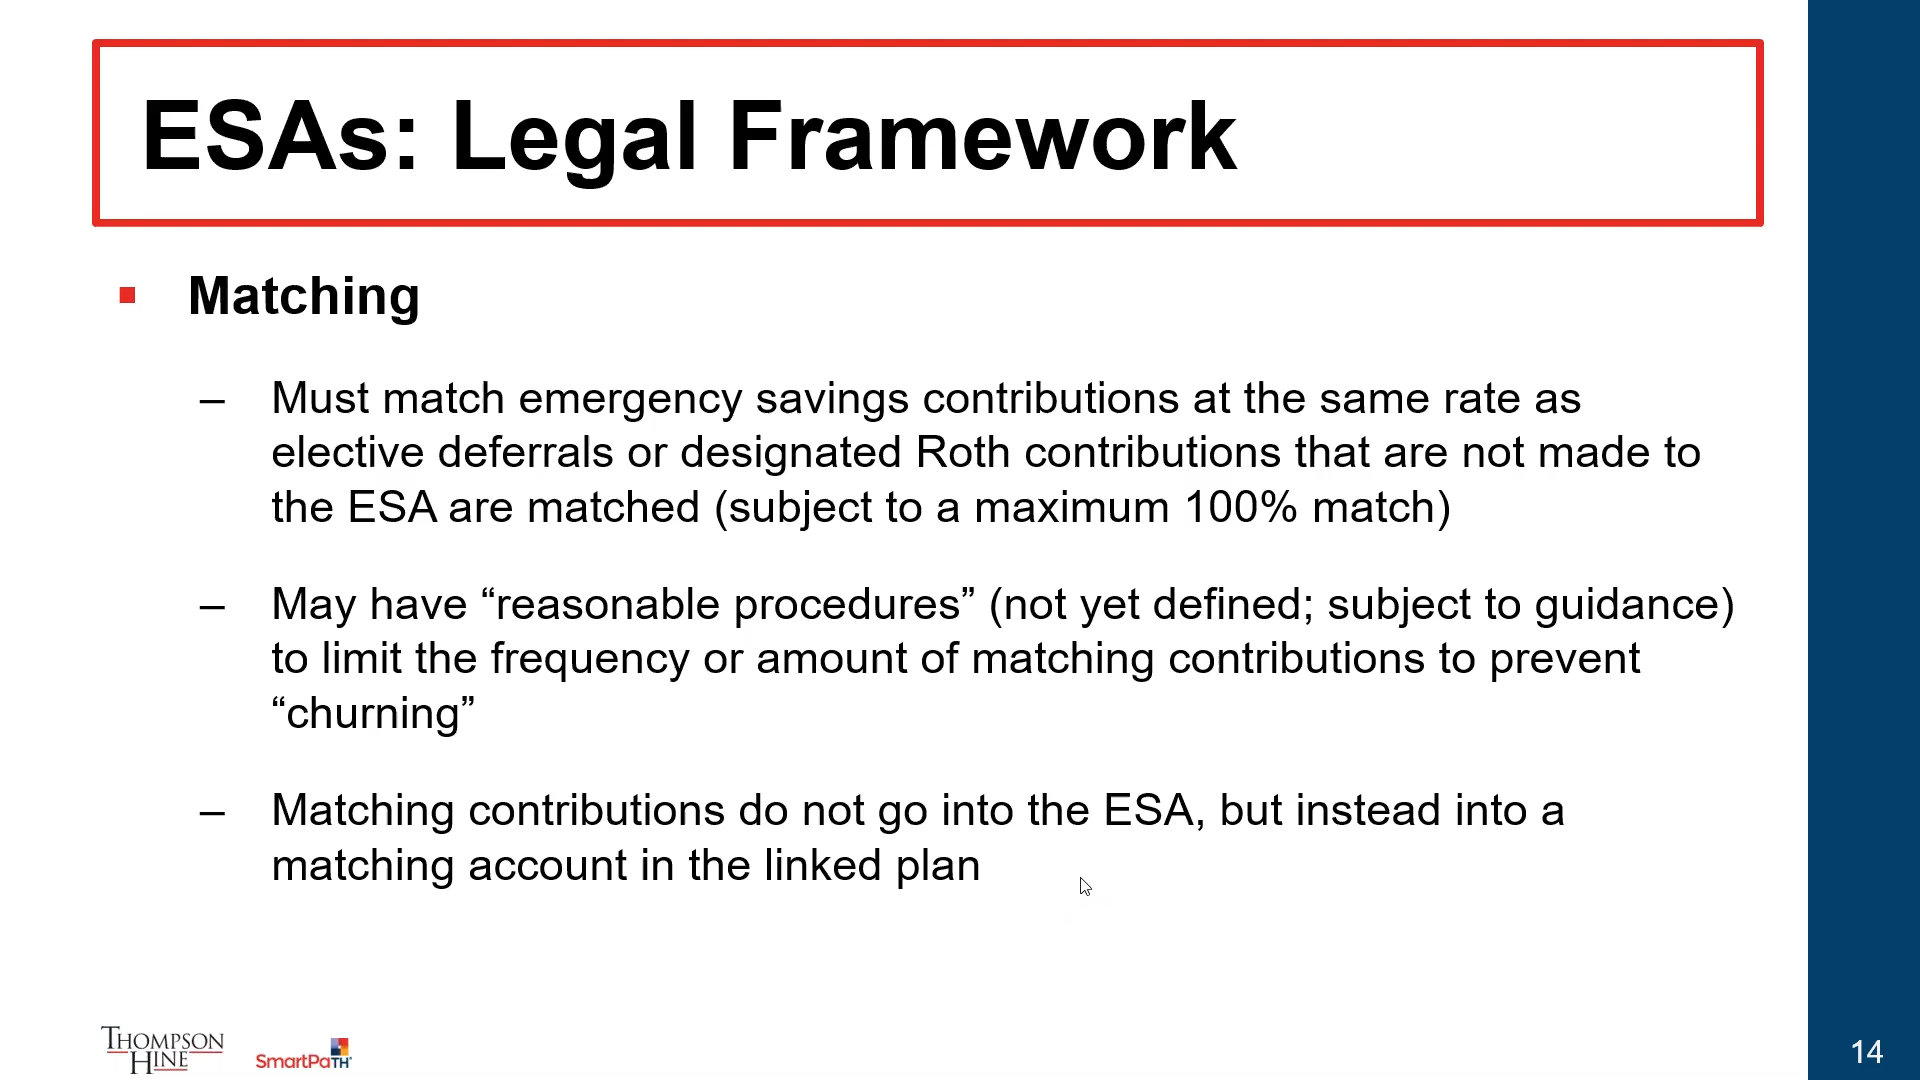 ESAs: Legal Framework
Matching
– Must match emergency savings contributions at the same rate as
elective deferrals or designated Roth contributions that are not made to
the ESA are matched (subject to a maximum 100% match)
– May have “reasonable procedures” (not yet defined; subject to guidance)
to limit the frequency or amount of matching contributions to prevent
“churning”
– Matching contributions do not go into the ESA, but instead into a
matching account in the linked plan
THOMPSON
HINE
SmartPaTH
14